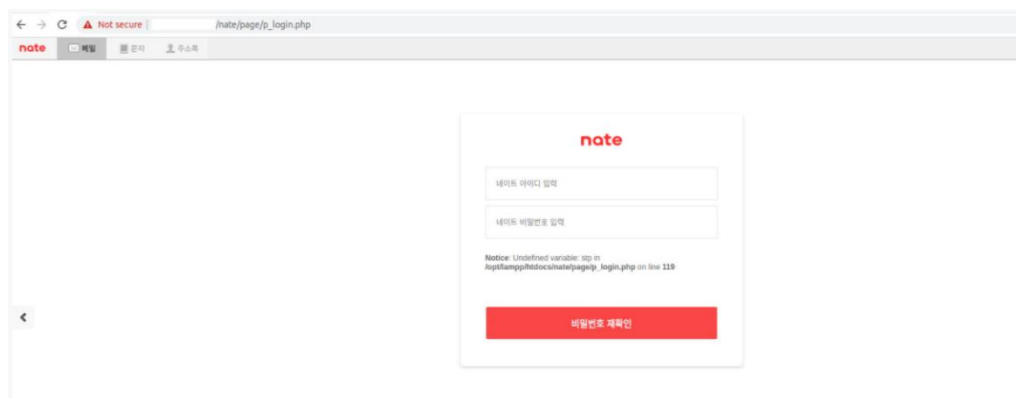 Not secure
/nate/page/p_login.php
nate 메일 문자 주소록
nate
네이트 아이디 입력
네이트 비밀번호 입력
Notice: Undefined variable: stp in
/opt/lampp/htdocs/nate/page/p_login.php on line 119
비밀번호 재확인